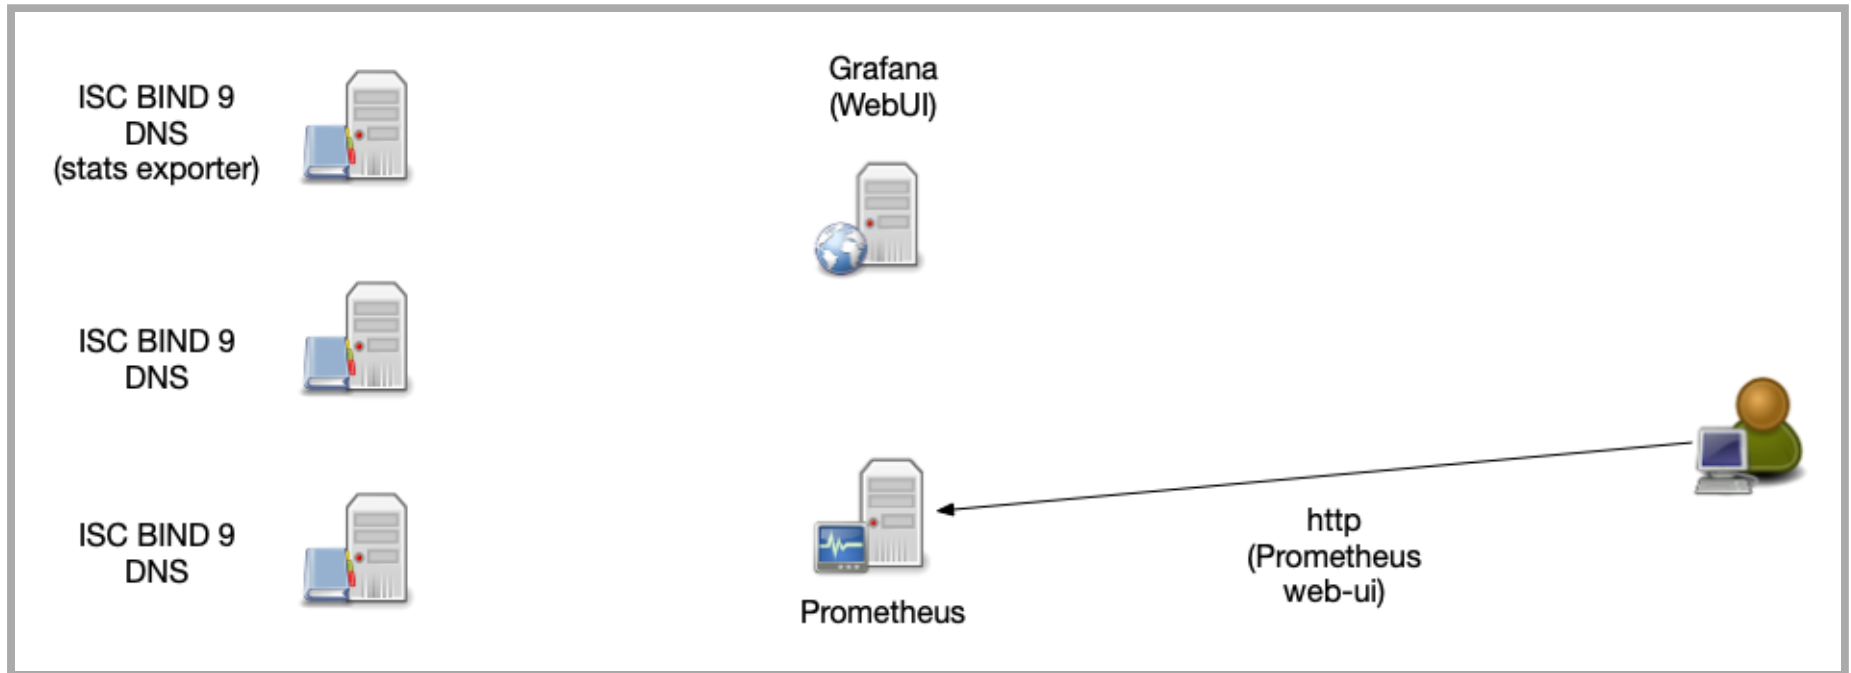 ISC BIND 9
DNS
(stats exporter)
Grafana
(WebUI)
ISC BIND 9
DNS
ISC BIND 9
DNS
Prometheus
http
(Prometheus
web-ui)